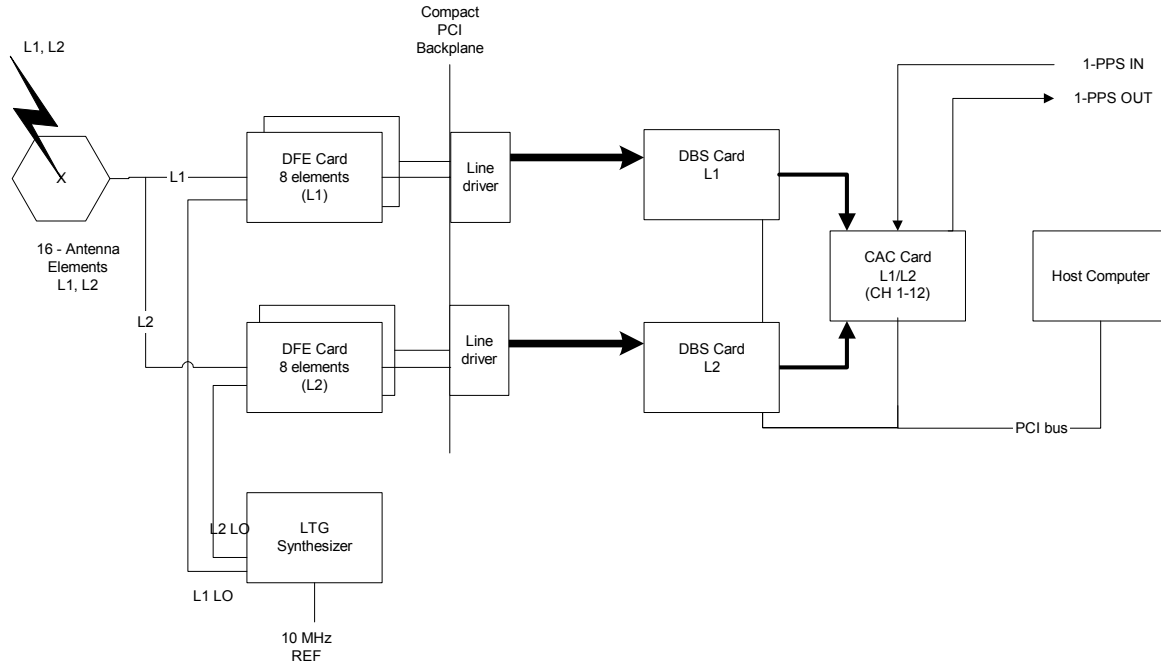 Compact
PCI
Backplane
L1, L2
1-PPS IN
1-PPS OUT
DFE Card
8 elements
(L1)
Line
driver
DBS Card
L1
L1
16 - Antenna
Elements
L1, L2
CAC Card
L1/L2
(CH 1-12)
Host Computer
L2
DFE Card
8 elements
(L2)
Line
driver
DBS Card
L2
PCI bus
L2 LO
LTG
Synthesizer
L1 LO
10 MHz
REF
X